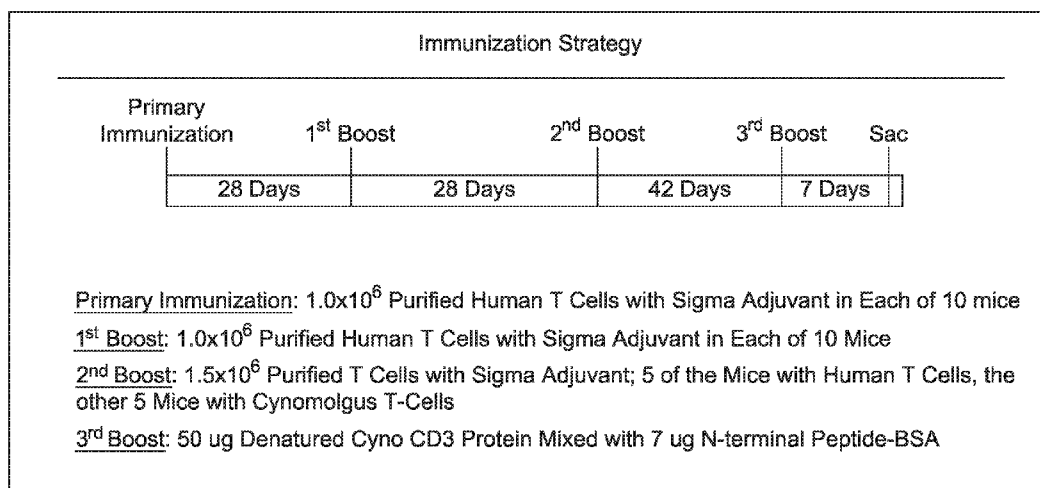 Immunization Strategy
Primary
Immunization
1st Boost
2nd Boost
3rd Boost
Sac
28 Days
28 Days
42 Days
7 Days
Primary Immunization: 1.0x10^6 Purified Human T Cells with Sigma Adjuvant in Each of 10 mice
1st Boost: 1.0x10^6 Purified Human T Cells with Sigma Adjuvant in Each of 10 Mice
2nd Boost: 1.5x10^6 Purified T Cells with Sigma Adjuvant; 5 of the Mice with Human T Cells, the
other 5 Mice with Cynomolgus T-Cells
3rd Boost: 50 ug Denatured Cyno CD3 Protein Mixed with 7 ug N-terminal Peptide-BSA